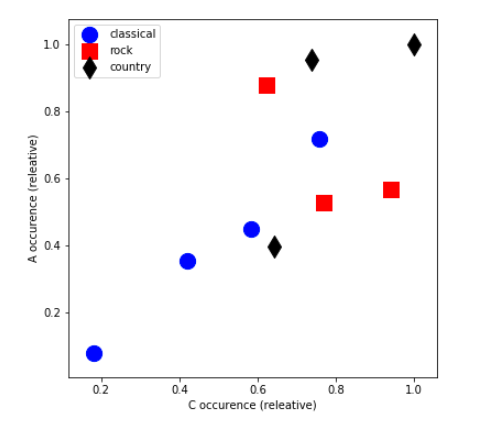 classical
rock
country
1.0
0.8
0.6
0.4
0.2
A occurence (releative)
0.2 0.4 0.6 0.8 1.0
C occurence (releative)